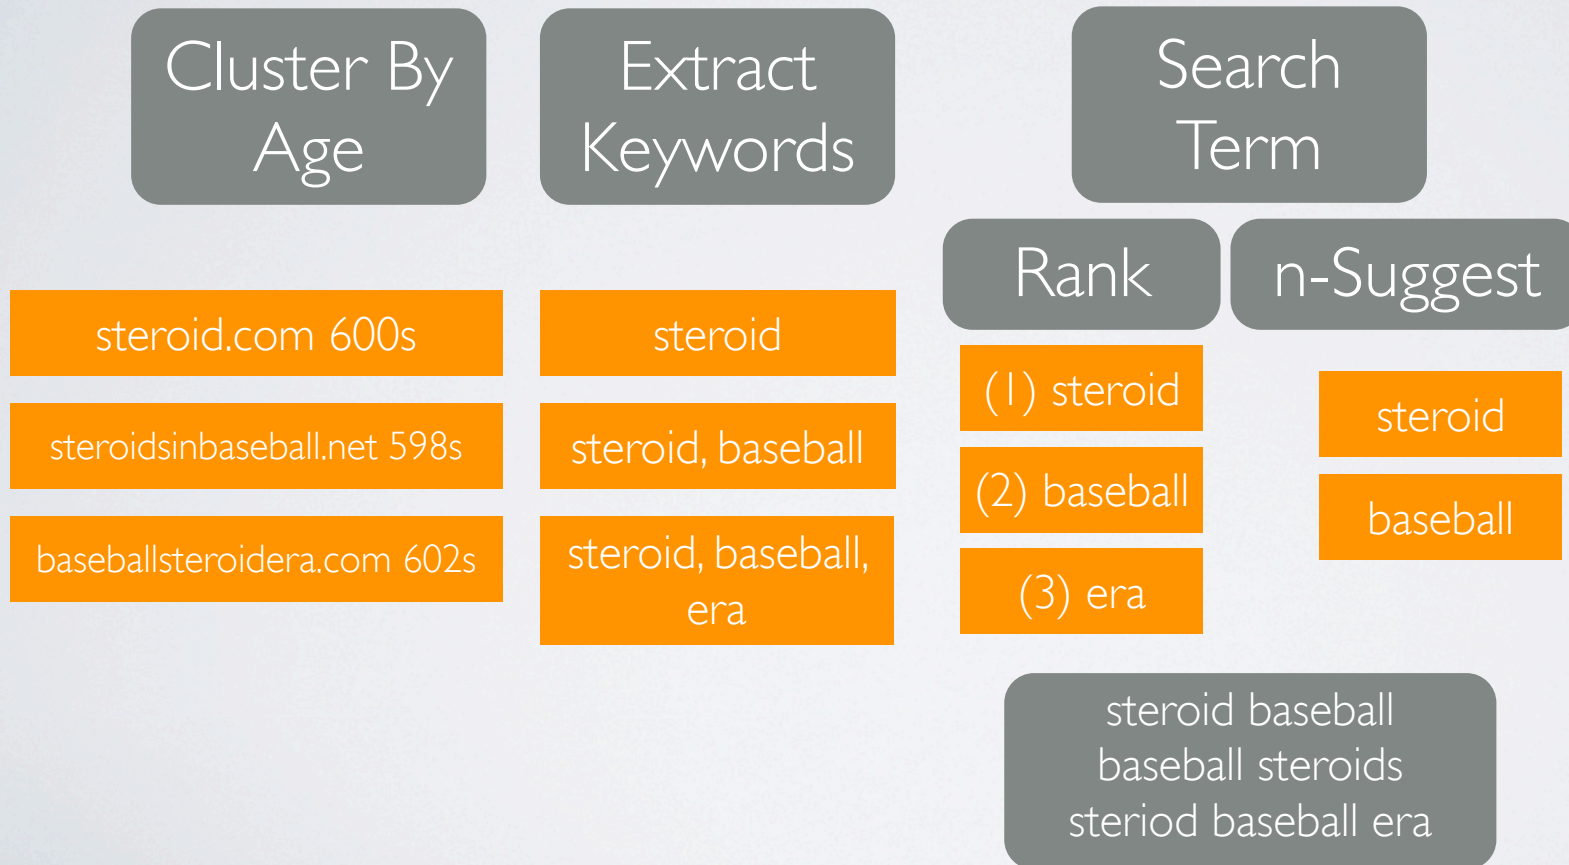 Cluster By
Age
Extract
Keywords
Search
Term
Rank
n-Suggest
steroid.com 600s
steroidsinbaseball.net 598s
baseballsteroidera.com 602s
steroid
steroid, baseball
steroid, baseball,
era
(1) steroid
(2) baseball
(3) era
steroid
baseball
steroid baseball
baseball steroids
steriod baseball era